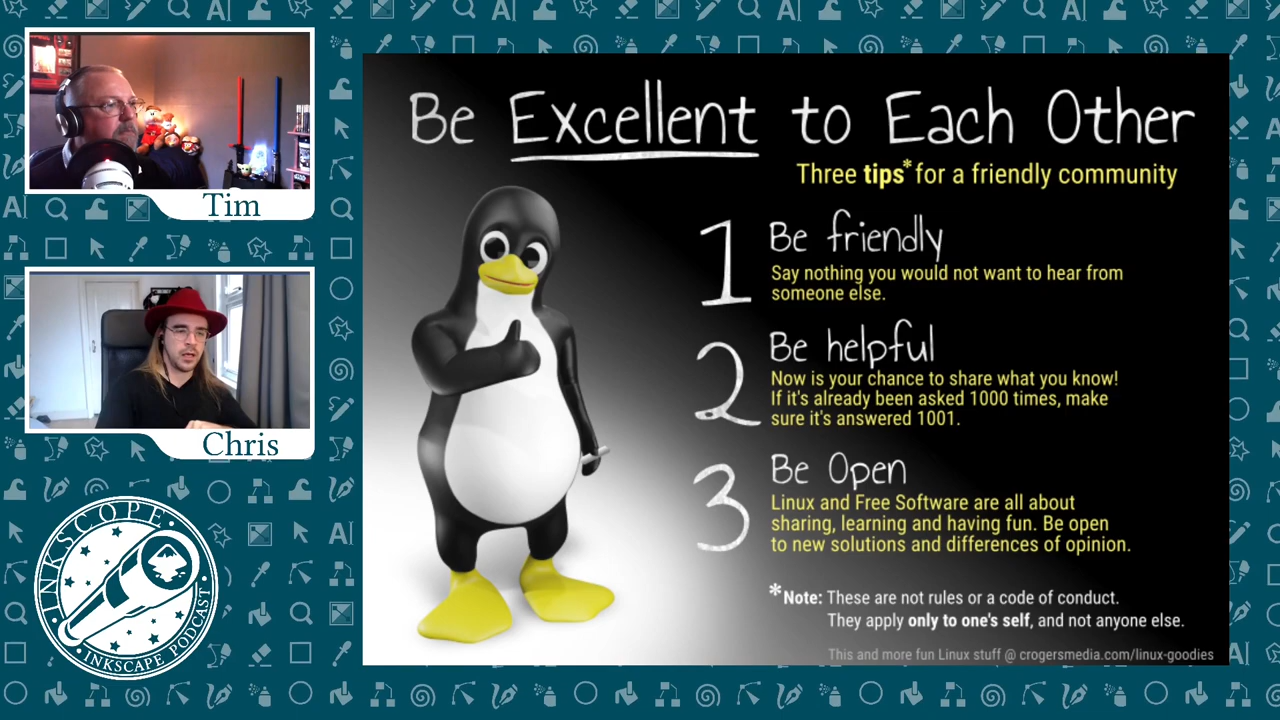 Tim
Chris
INKSCOPE
INKSCAPE PODCAST
Be Excellent to Each Other
Three tips* for a friendly community
1 Be friendly
Say nothing you would not want to hear from
someone else.
2 Be helpful
Now is your chance to share what you know!
If it's already been asked 1000 times, make
sure it's answered 1001.
3 Be Open
Linux and Free Software are all about
sharing, learning and having fun. Be open
to new solutions and differences of opinion.
*Note: These are not rules or a code of conduct.
They apply only to one's self, and not anyone else.
This and more fun Linux stuff @ crogersmedia.com/linux-goodies